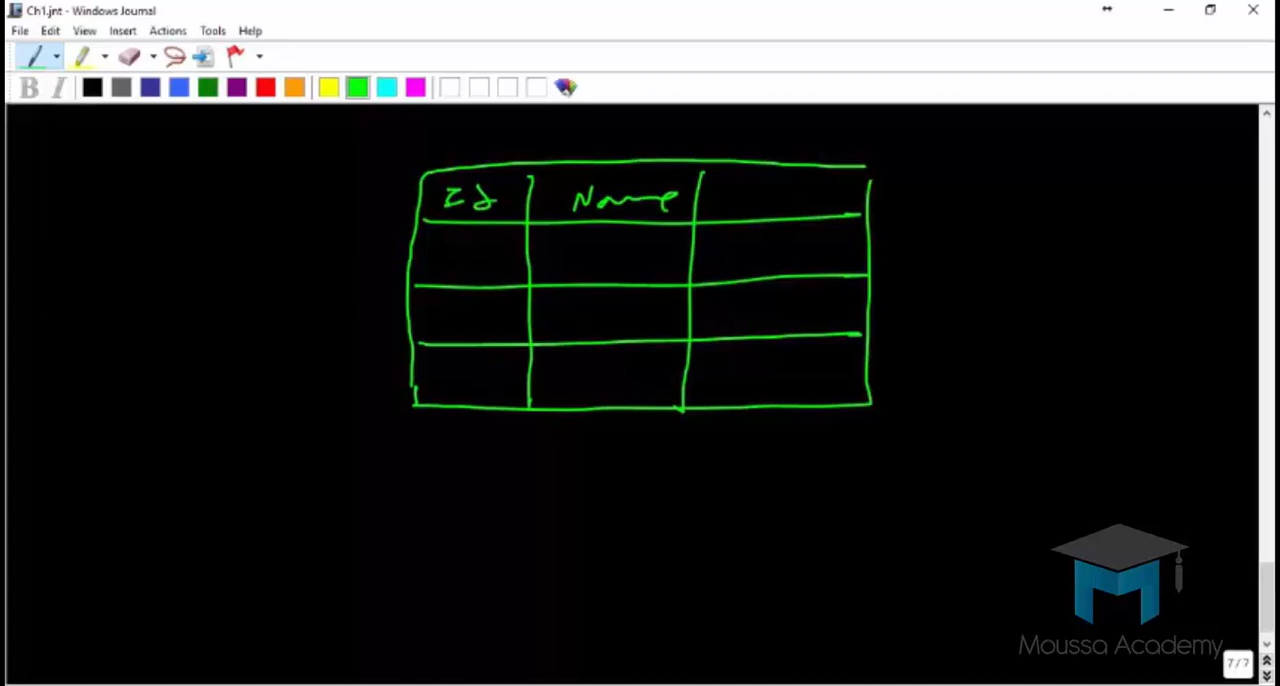 Ch1.jnt - Windows Journal
File Edit View Insert Actions Tools Help
B I
Id Name
Moussa Academy
7/7